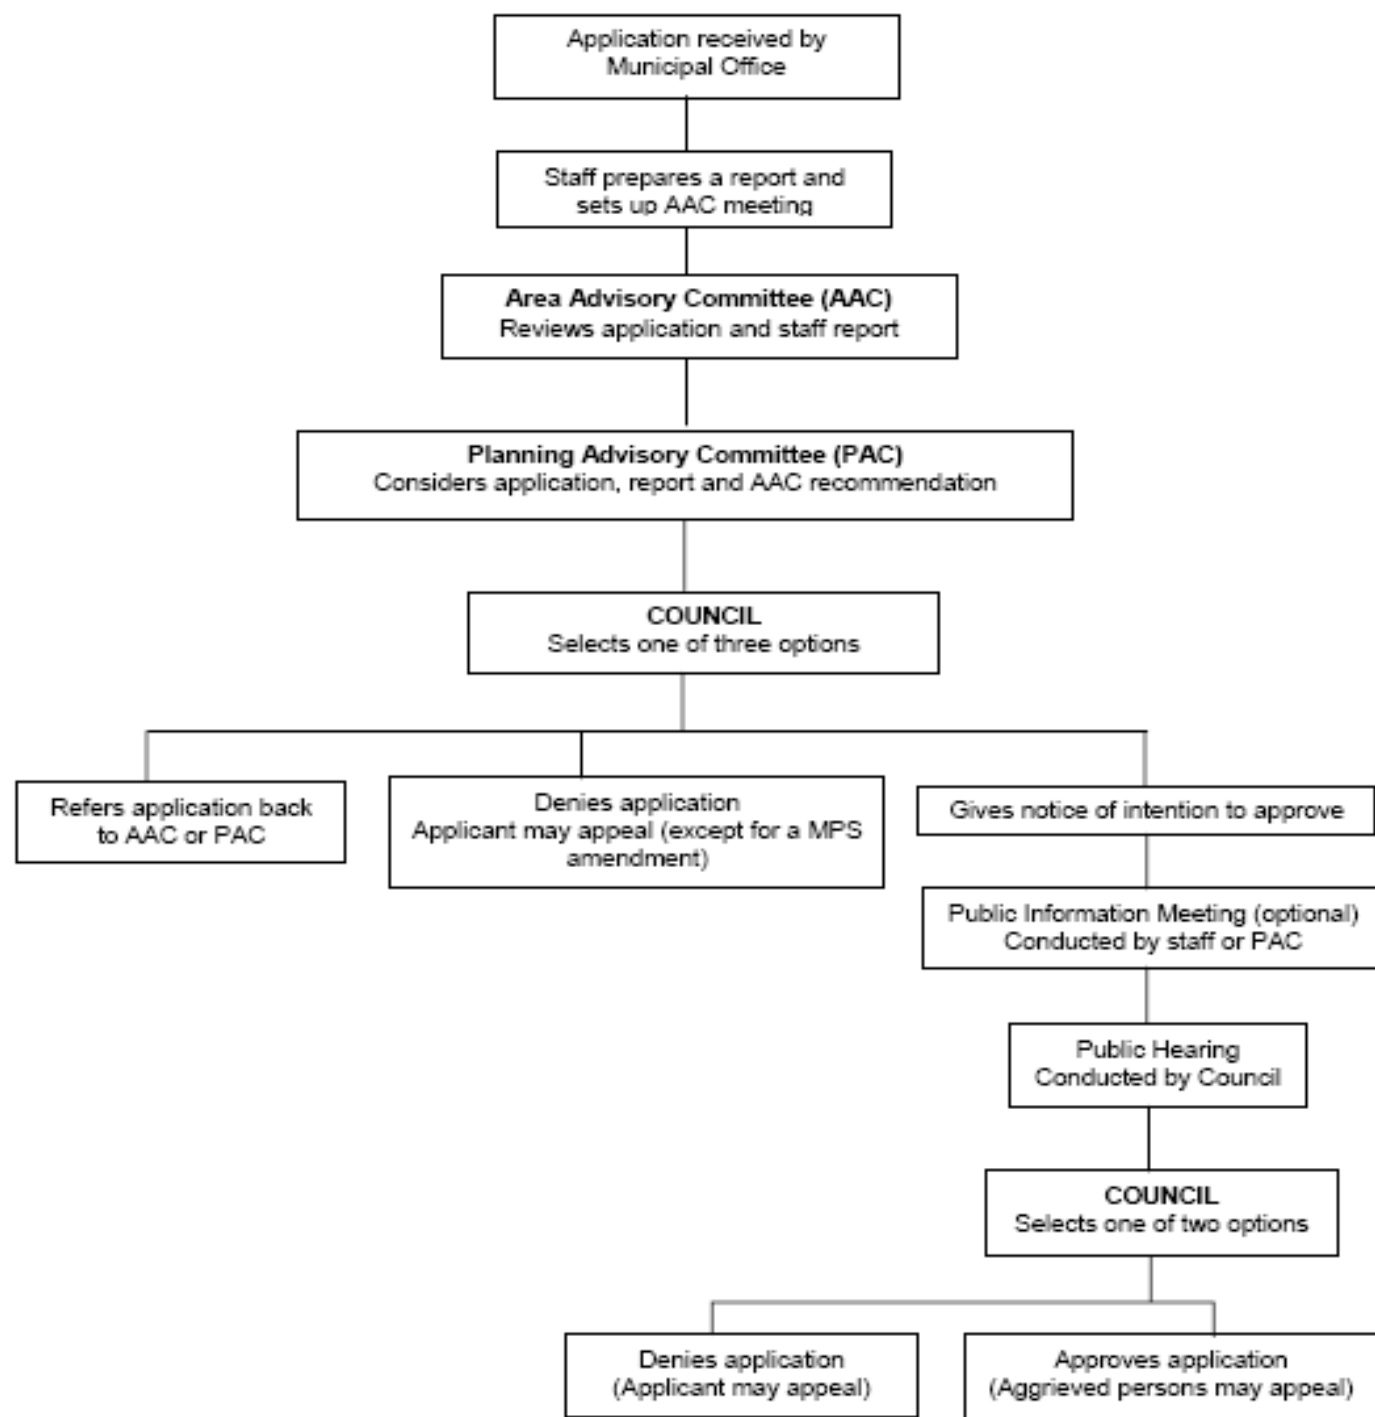 Application received by
Municipal Office
Staff prepares a report and
sets up AAC meeting
Area Advisory Committee (AAC)
Reviews application and staff report
Planning Advisory Committee (PAC)
Considers application, report and AAC recommendation
COUNCIL
Selects one of three options
Refers application back
to AAC or PAC
Denies application
Applicant may appeal (except for a MPS
amendment)
Gives notice of intention to approve
Public Information Meeting (optional)
Conducted by staff or PAC
Public Hearing
Conducted by Council
COUNCIL
Selects one of two options
Denies application
(Applicant may appeal)
Approves application
(Aggrieved persons may appeal)